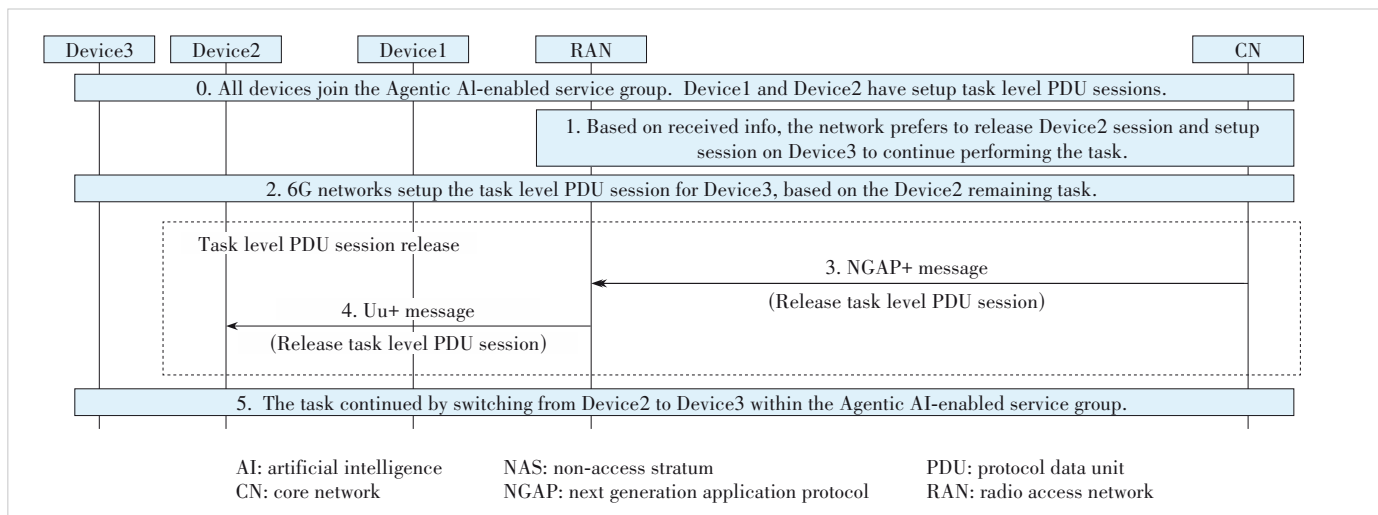 Device3
Device2
Device1
RAN
CN
0. All devices join the Agentic AI-enabled service group. Device1 and Device2 have setup task level PDU sessions.
1. Based on received info, the network prefers to release Device2 session and setup
session on Device3 to continue performing the task.
2. 6G networks setup the task level PDU session for Device3, based on the Device2 remaining task.
Task level PDU session release
3. NGAP+ message
(Release task level PDU session)
4. Uu+ message
(Release task level PDU session)
5. The task continued by switching from Device2 to Device3 within the Agentic AI-enabled service group.
AI: artificial intelligence
NAS: non-access stratum
PDU: protocol data unit
CN: core network
NGAP: next generation application protocol
RAN: radio access network